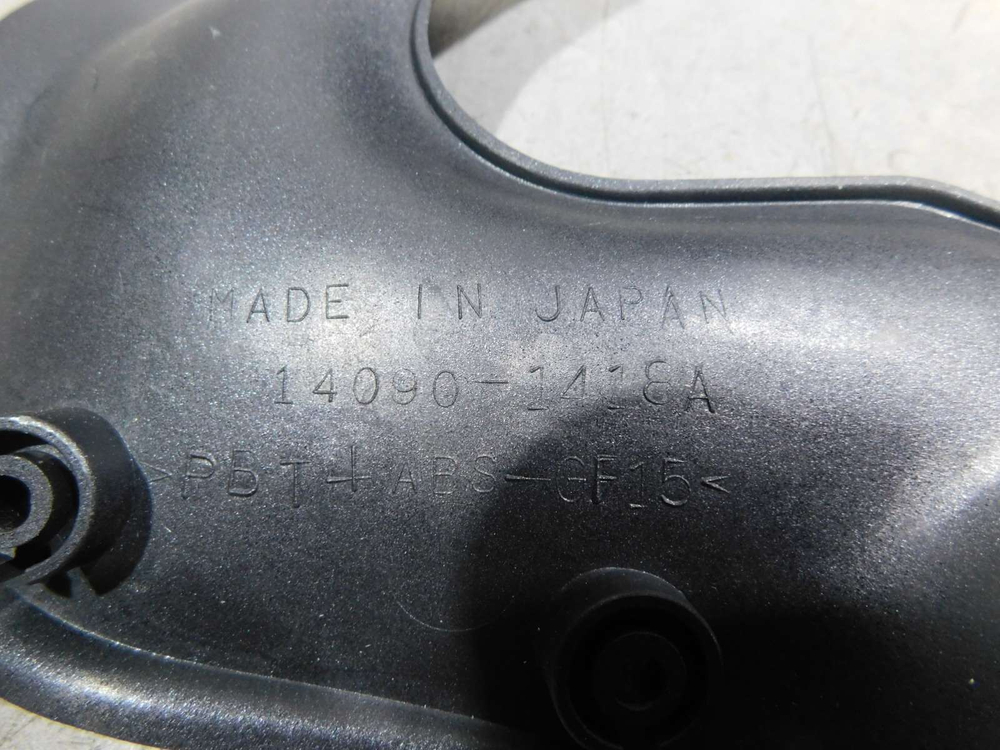 MADE IN JAPAN
14090-1418A
>PBT+ABS-GF15<